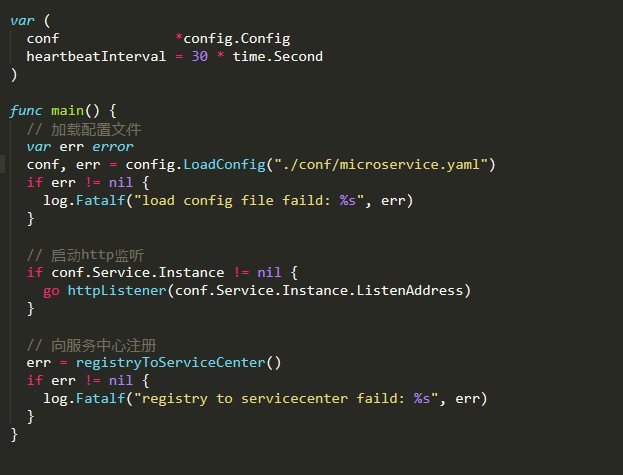 var (
  conf              *config.Config
  heartbeatInterval = 30 * time.Second
)
func main() {
  // 加载配置文件
  var err error
  conf, err = config.LoadConfig("./conf/microservice.yaml")
  if err != nil {
    log.Fatalf("load config file faild: %s", err)
  }
  // 启动http监听
  if conf.Service.Instance != nil {
    go httpListener(conf.Service.Instance.ListenAddress)
  }
  // 向服务中心注册
  err = registryToServiceCenter()
  if err != nil {
    log.Fatalf("registry to servicecenter faild: %s", err)
  }
}